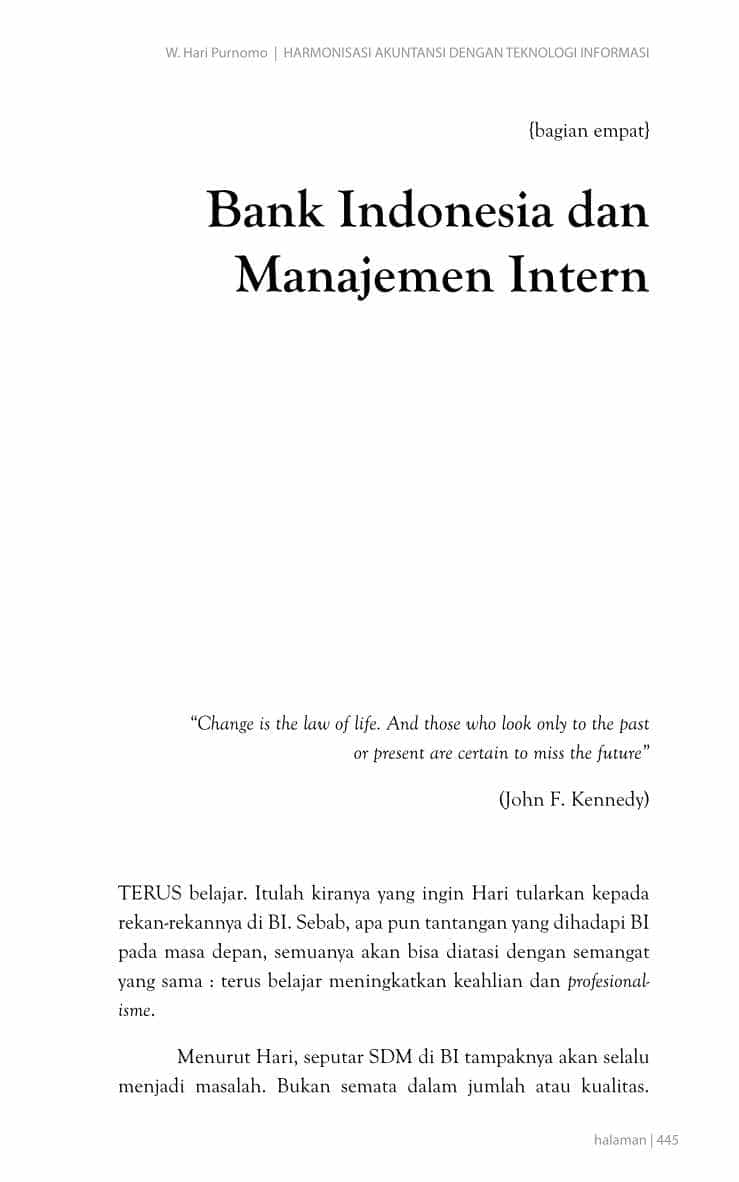 W. Hari Purnomo | HARMONISASI AKUNTANSI DENGAN TEKNOLOGI INFORMASI
{bagian empat}
Bank Indonesia dan
Manajemen Intern
“Change is the law of life. And those who look only to the past
or present are certain to miss the future”
(John F. Kennedy)
TERUS belajar. Itulah kiranya yang ingin Hari tularkan kepada
rekan-rekannya di BI. Sebab, apa pun tantangan yang dihadapi BI
pada masa depan, semuanya akan bisa diatasi dengan semangat
yang sama : terus belajar meningkatkan keahlian dan profesional-
isme.
Menurut Hari, seputar SDM di BI tampaknya akan selalu
menjadi masalah. Bukan semata dalam jumlah atau kualitas.
halaman | 445